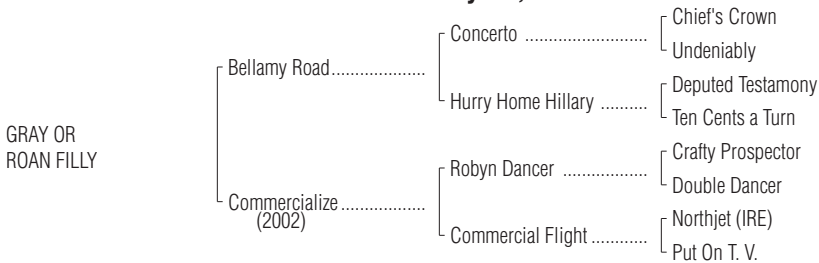 Chief's Crown
Concerto ..............................
Undeniably
Bellamy Road....................
Deputed Testamony
Hurry Home Hillary ..........
Ten Cents a Turn
GRAY OR
ROAN FILLY
Crafty Prospector
Robyn Dancer ..................
Double Dancer
Commercialize ..................
(2002)
Northjet (IRE)
Commercial Flight ............
Put On T. V.